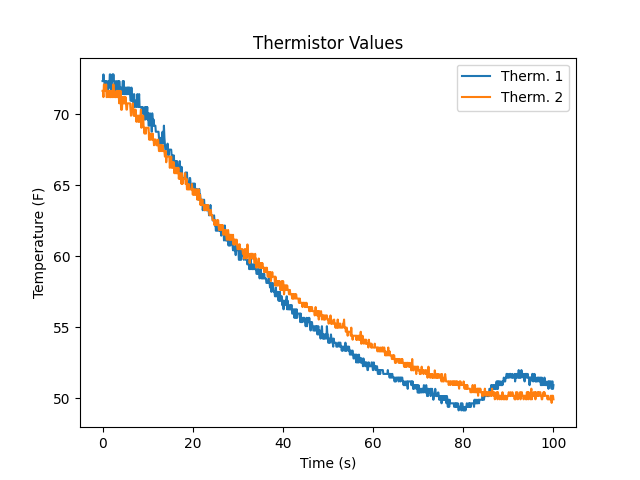 Thermistor Values
Therm. 1
Therm. 2
Temperature (F)
70
65
60
55
50
0 20 40 60 80 100
Time (s)